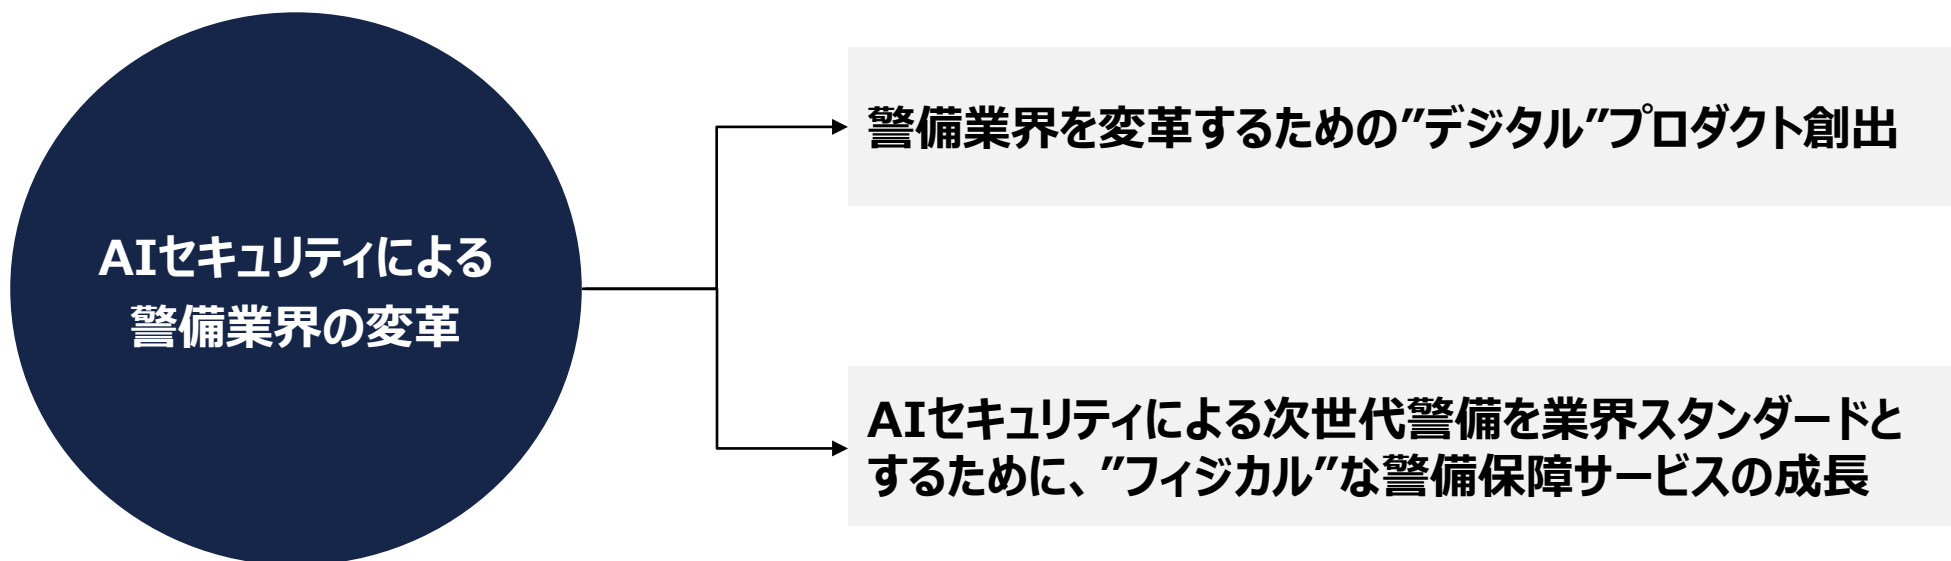 AIセキュリティによる
警備業界の変革
警備業界を変革するための”デジタル”プロダクト創出
AIセキュリティによる次世代警備を業界スタンダードと
するために、”フィジカル”な警備保障サービスの成長